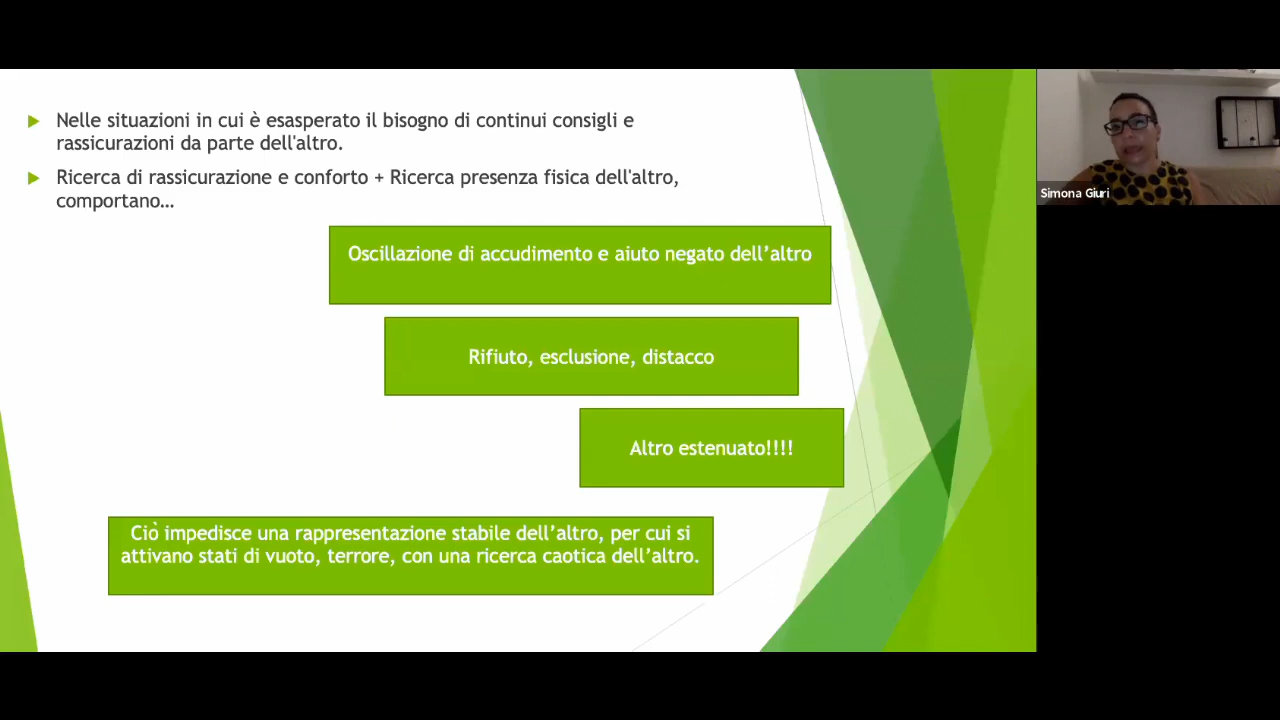 Nelle situazioni in cui è esasperato il bisogno di continui consigli e
rassicurazioni da parte dell'altro.
Ricerca di rassicurazione e conforto + Ricerca presenza fisica dell'altro,
comportano…
Oscillazione di accudimento e aiuto negato dell’altro
Rifiuto, esclusione, distacco
Altro estenuato!!!!
Ciò impedisce una rappresentazione stabile dell’altro, per cui si
attivano stati di vuoto, terrore, con una ricerca caotica dell’altro.
Simona Giuri